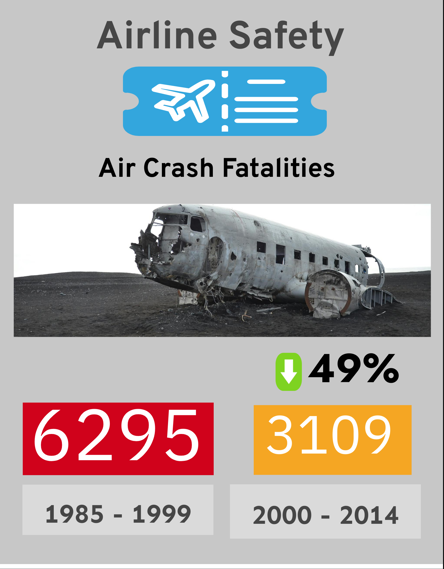 Airline Safety
Air Crash Fatalities
49%
6295
3109
1985 - 1999
2000 - 2014